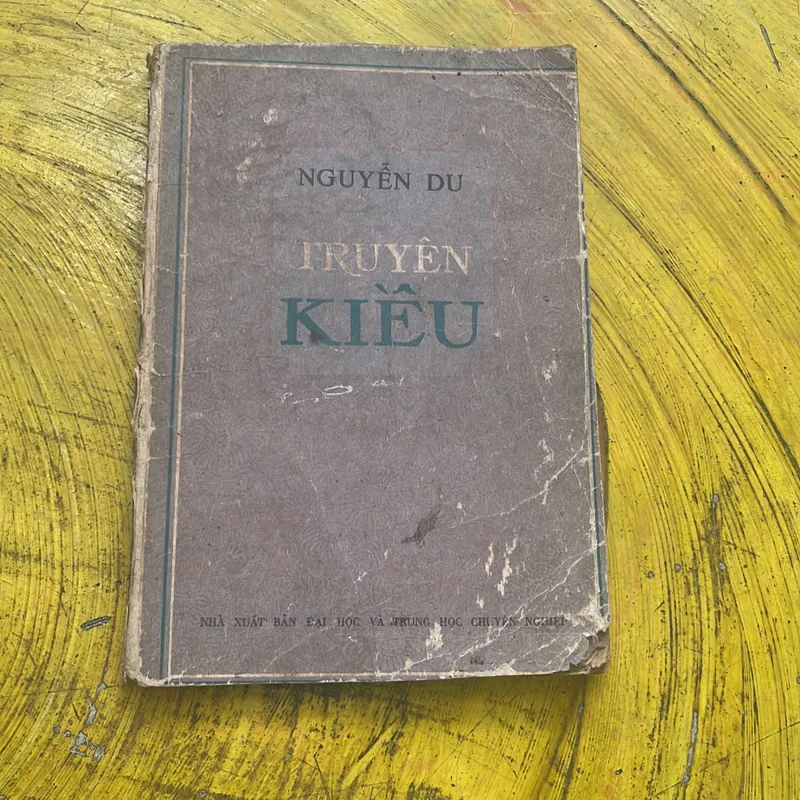 NGUYỄN DU
TRUYỆN
KIỀU
NHÀ XUẤT BẢN ĐẠI HỌC VÀ TRUNG HỌC CHUYÊN NGHIỆP